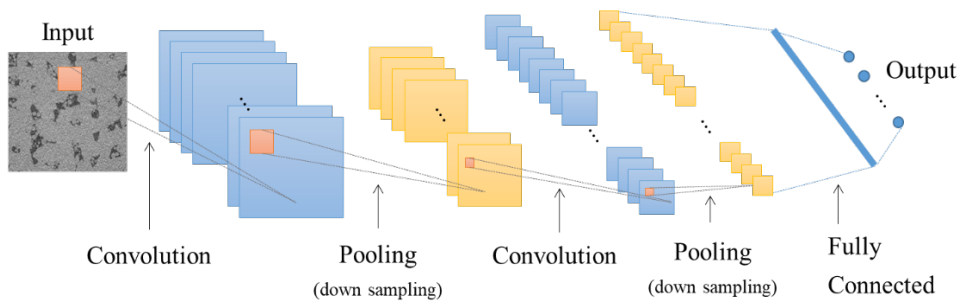 Input
Output
Convolution
Pooling
(down sampling)
Convolution
Pooling
(down sampling)
Fully
Connected